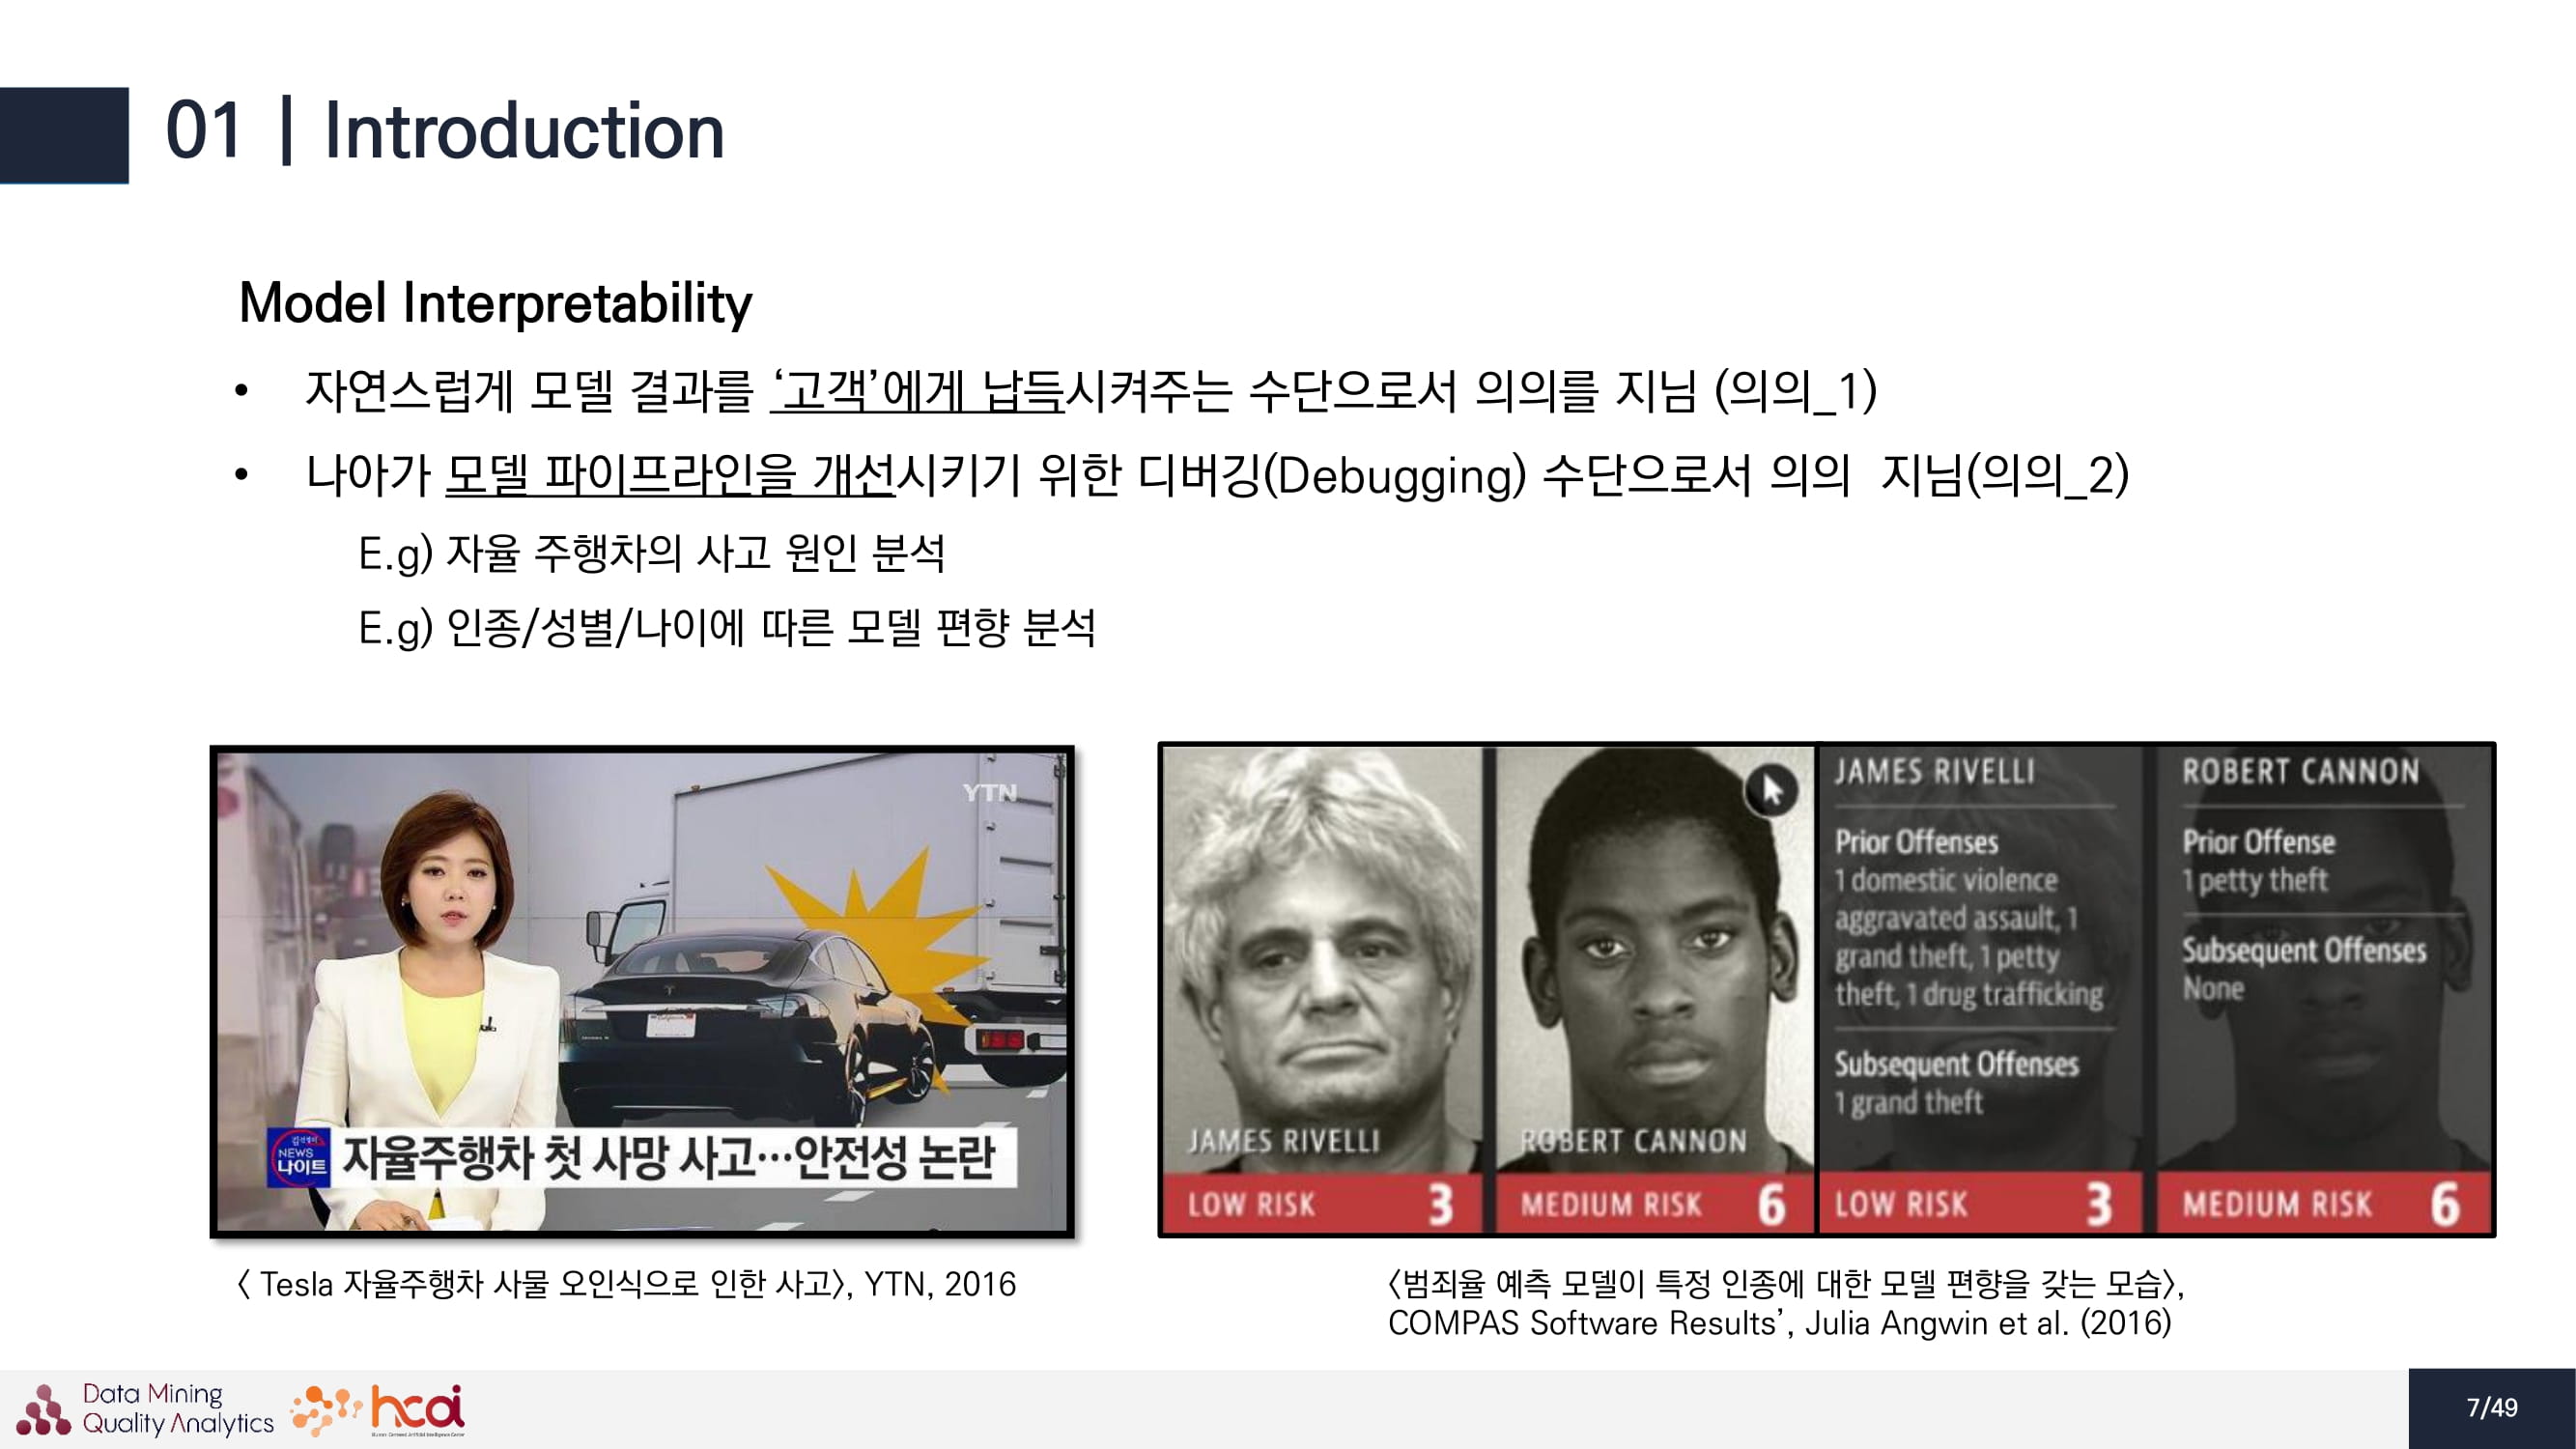 01 | Introduction
Model Interpretability
• 자연스럽게 모델 결과를 ‘고객’에게 납득시켜주는 수단으로서 의의를 지님 (의의_1)
• 나아가 모델 파이프라인을 개선시키기 위한 디버깅(Debugging) 수단으로서 의의 지님(의의_2)
E.g) 자율 주행차의 사고 원인 분석
E.g) 인종/성별/나이에 따른 모델 편향 분석
YTN
NEWS
나이트
자율주행차 첫 사망 사고···안전성 논란
JAMES RIVELLI
LOW RISK 3
ROBERT CANNON
MEDIUM RISK 6
JAMES RIVELLI
Prior Offenses
1 domestic violence
aggravated assault, 1
grand theft, 1 petty
theft, 1 drug trafficking
Subsequent Offenses
1 grand theft
LOW RISK 3
ROBERT CANNON
Prior Offense
1 petty theft
Subsequent Offenses
None
MEDIUM RISK 6
〈 Tesla 자율주행차 사물 오인식으로 인한 사고〉, YTN, 2016
〈범죄율 예측 모델이 특정 인종에 대한 모델 편향을 갖는 모습〉,
COMPAS Software Results’, Julia Angwin et al. (2016)
Data Mining
Quality Analytics
hcai
7/49